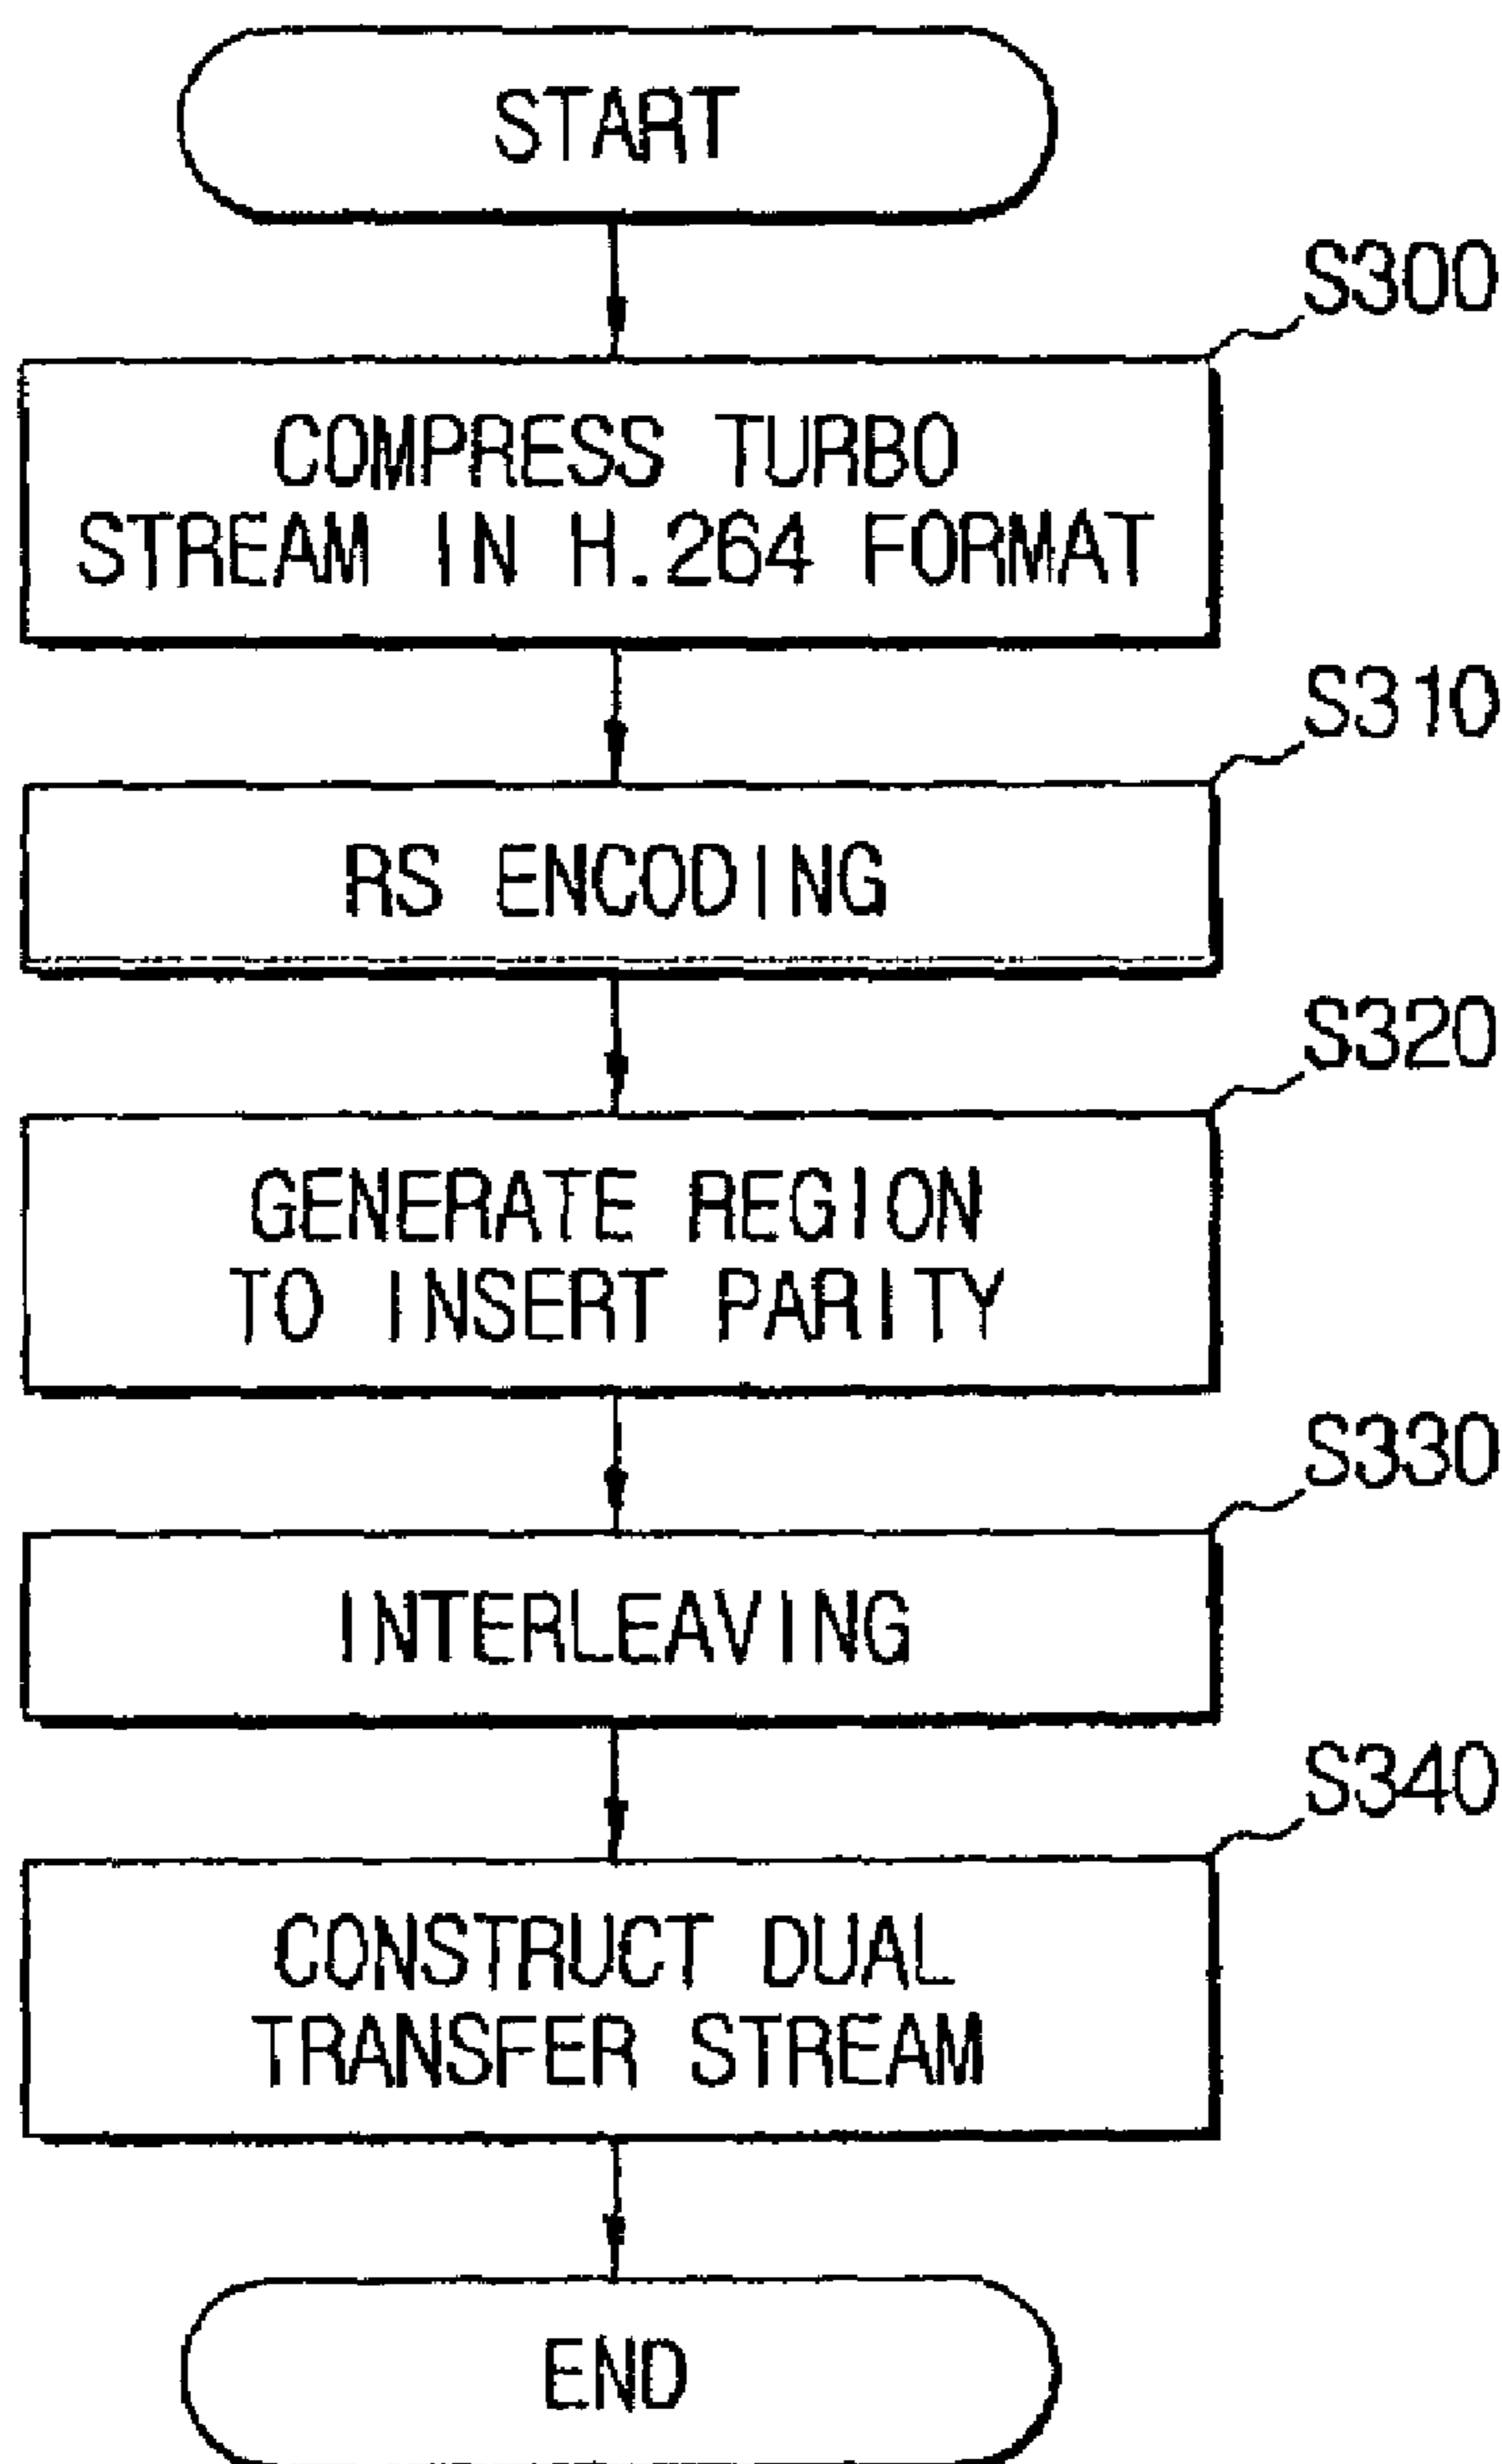 START
S300
COMPRESS TURBO
STREAM IN H.264 FORMAT
S310
RS ENCODING
S320
GENERATE REGION
TO INSERT PARITY
S330
INTERLEAVING
S340
CONSTRUCT DUAL
TRANSFER STREAM
END